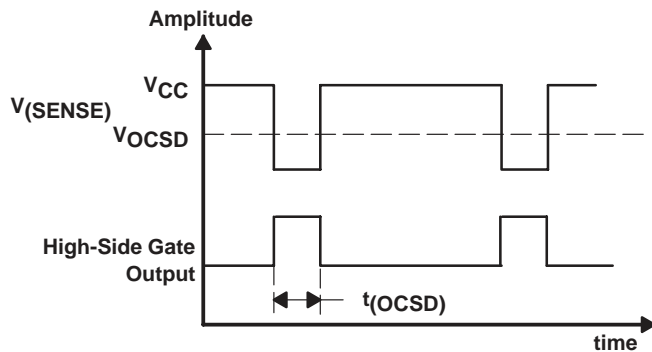 Amplitude
VCC
V(SENSE)
VOCSD
High-Side Gate
Output
t(OCSD)
time